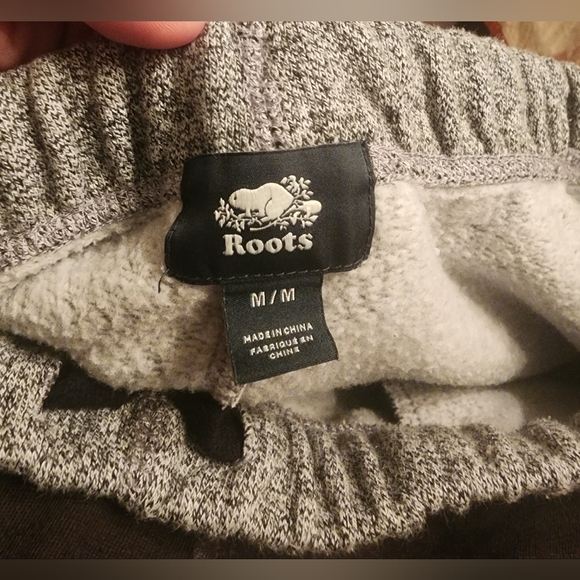 Roots
M/M
MADE IN CHINA
FABRIQUÉ EN
CHINE